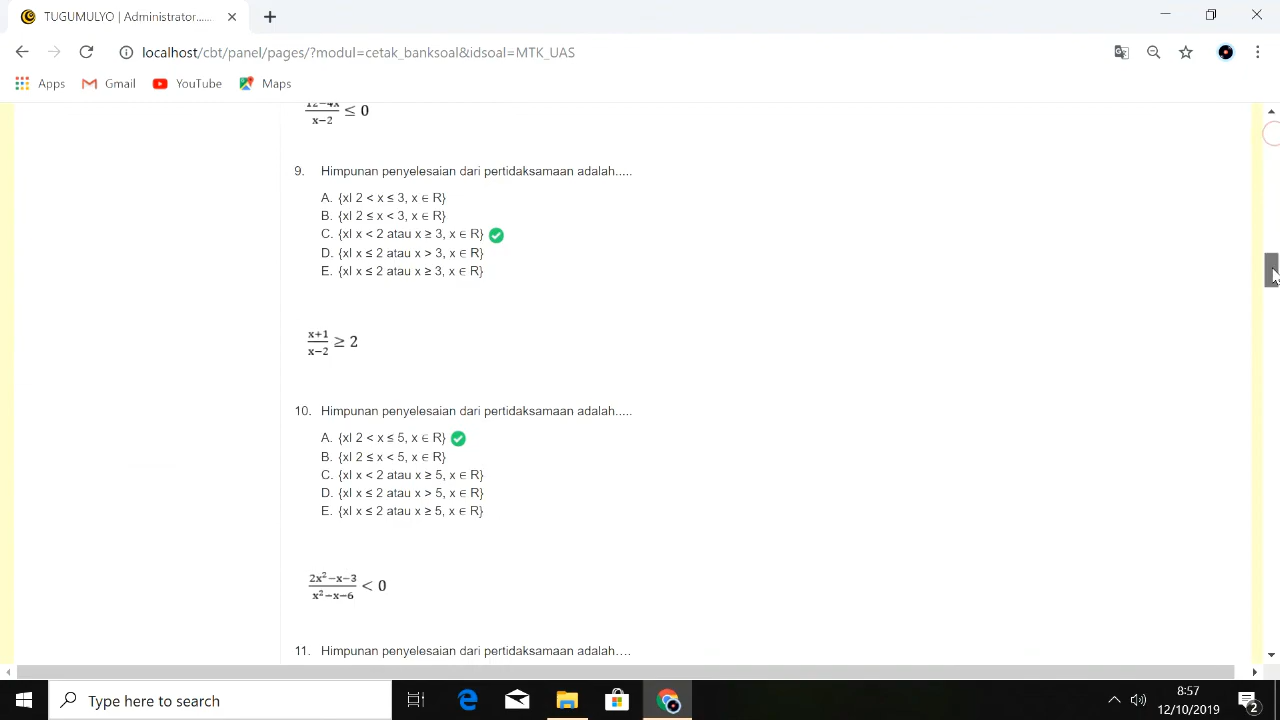 TUGUMULYO | Administrator......
localhost/cbt/panel/pages/?modul=cetak_banksoal&idsoal=MTK_UAS
Apps Gmail YouTube Maps
12−4x
x−2
≤ 0
9. Himpunan penyelesaian dari pertidaksamaan adalah.....
A. {xl 2 < x ≤ 3, x ∈ R}
B. {xl 2 ≤ x < 3, x ∈ R}
C. {xl x < 2 atau x ≥ 3, x ∈ R}
D. {xl x ≤ 2 atau x > 3, x ∈ R}
E. {xl x ≤ 2 atau x ≥ 3, x ∈ R}
x+1
x−2
≥ 2
10. Himpunan penyelesaian dari pertidaksamaan adalah.....
A. {xl 2 < x ≤ 5, x ∈ R}
B. {xl 2 ≤ x < 5, x ∈ R}
C. {xl x < 2 atau x ≥ 5, x ∈ R}
D. {xl x ≤ 2 atau x > 5, x ∈ R}
E. {xl x ≤ 2 atau x ≥ 5, x ∈ R}
2x²−x−3
x²−x−6
< 0
11. Himpunan penyelesaian dari pertidaksamaan adalah....
Type here to search
8:57
12/10/2019
2